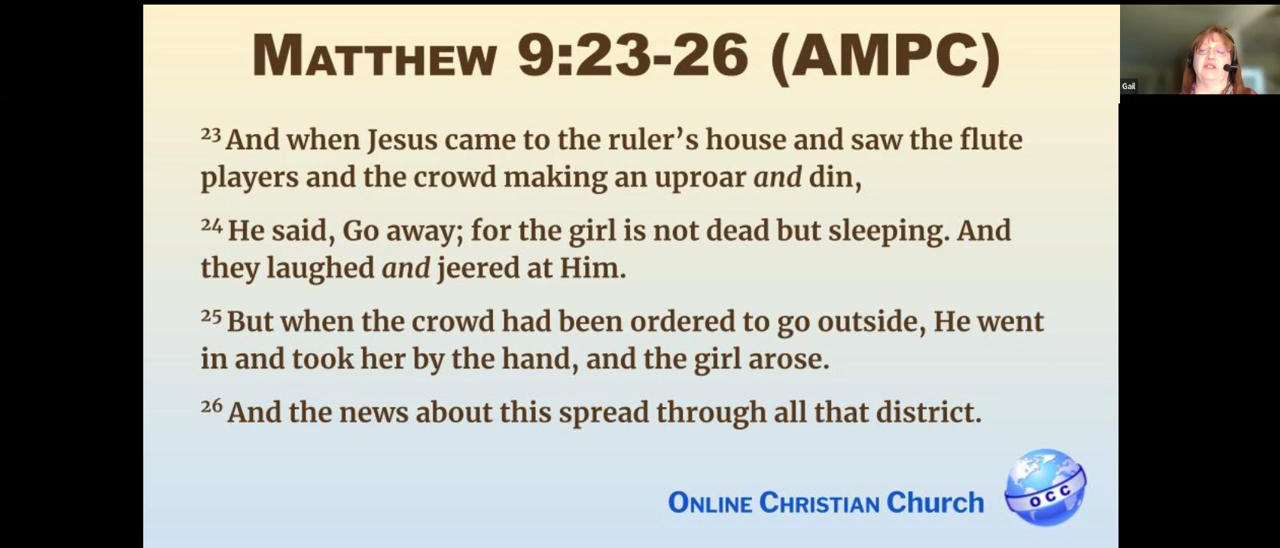 MATTHEW 9:23-26 (AMPC)
Gail
23 And when Jesus came to the ruler’s house and saw the flute
players and the crowd making an uproar and din,
24 He said, Go away; for the girl is not dead but sleeping. And
they laughed and jeered at Him.
25 But when the crowd had been ordered to go outside, He went
in and took her by the hand, and the girl arose.
26 And the news about this spread through all that district.
ONLINE CHRISTIAN Church
OCC